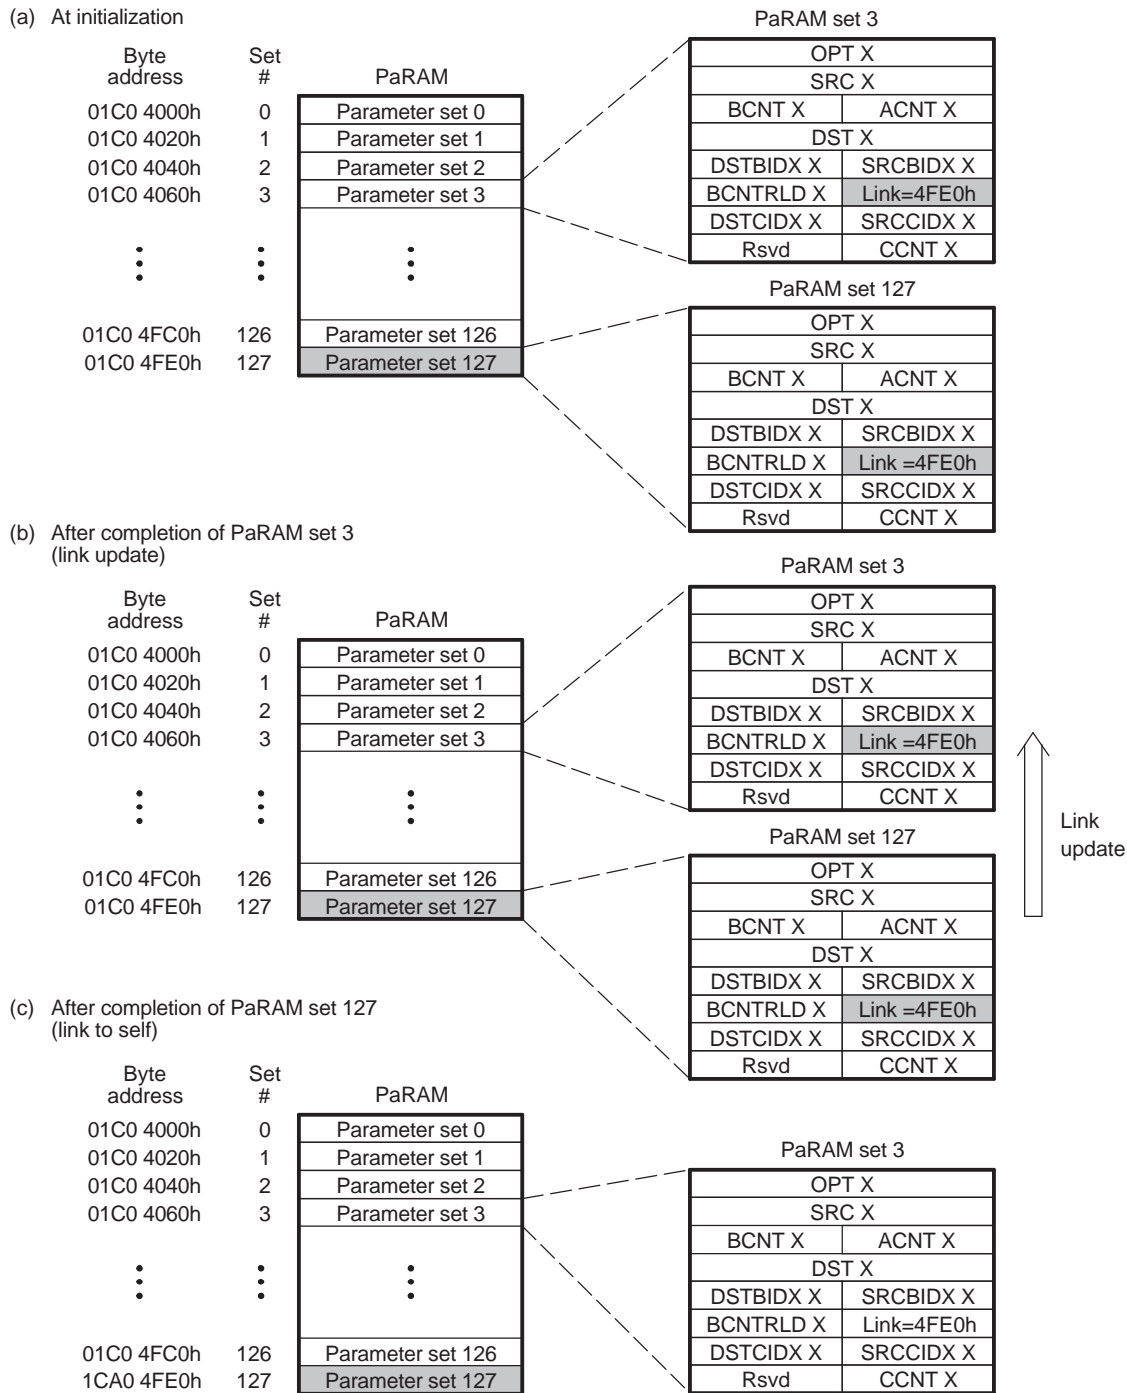 (a) At initialization
Byte address Set # PaRAM
01C0 4000h 0 Parameter set 0
01C0 4020h 1 Parameter set 1
01C0 4040h 2 Parameter set 2
01C0 4060h 3 Parameter set 3
01C0 4FC0h 126 Parameter set 126
01C0 4FE0h 127 Parameter set 127
PaRAM set 3
OPT X
SRC X
BCNT X ACNT X
DST X
DSTBIDX X SRCBIDX X
BCNTRLD X Link=4FE0h
DSTCIDX X SRCCIDX X
Rsvd CCNT X
PaRAM set 127
OPT X
SRC X
BCNT X ACNT X
DST X
DSTBIDX X SRCBIDX X
BCNTRLD X Link =4FE0h
DSTCIDX X SRCCIDX X
Rsvd CCNT X
(b) After completion of PaRAM set 3
(link update)
Byte address Set # PaRAM
01C0 4000h 0 Parameter set 0
01C0 4020h 1 Parameter set 1
01C0 4040h 2 Parameter set 2
01C0 4060h 3 Parameter set 3
01C0 4FC0h 126 Parameter set 126
01C0 4FE0h 127 Parameter set 127
PaRAM set 3
OPT X
SRC X
BCNT X ACNT X
DST X
DSTBIDX X SRCBIDX X
BCNTRLD X Link =4FE0h
DSTCIDX X SRCCIDX X
Rsvd CCNT X
PaRAM set 127
OPT X
SRC X
BCNT X ACNT X
DST X
DSTBIDX X SRCBIDX X
BCNTRLD X Link =4FE0h
DSTCIDX X SRCCIDX X
Rsvd CCNT X
Link
update
(c) After completion of PaRAM set 127
(link to self)
Byte address Set # PaRAM
01C0 4000h 0 Parameter set 0
01C0 4020h 1 Parameter set 1
01C0 4040h 2 Parameter set 2
01C0 4060h 3 Parameter set 3
01C0 4FC0h 126 Parameter set 126
1CA0 4FE0h 127 Parameter set 127
PaRAM set 3
OPT X
SRC X
BCNT X ACNT X
DST X
DSTBIDX X SRCBIDX X
BCNTRLD X Link=4FE0h
DSTCIDX X SRCCIDX X
Rsvd CCNT X